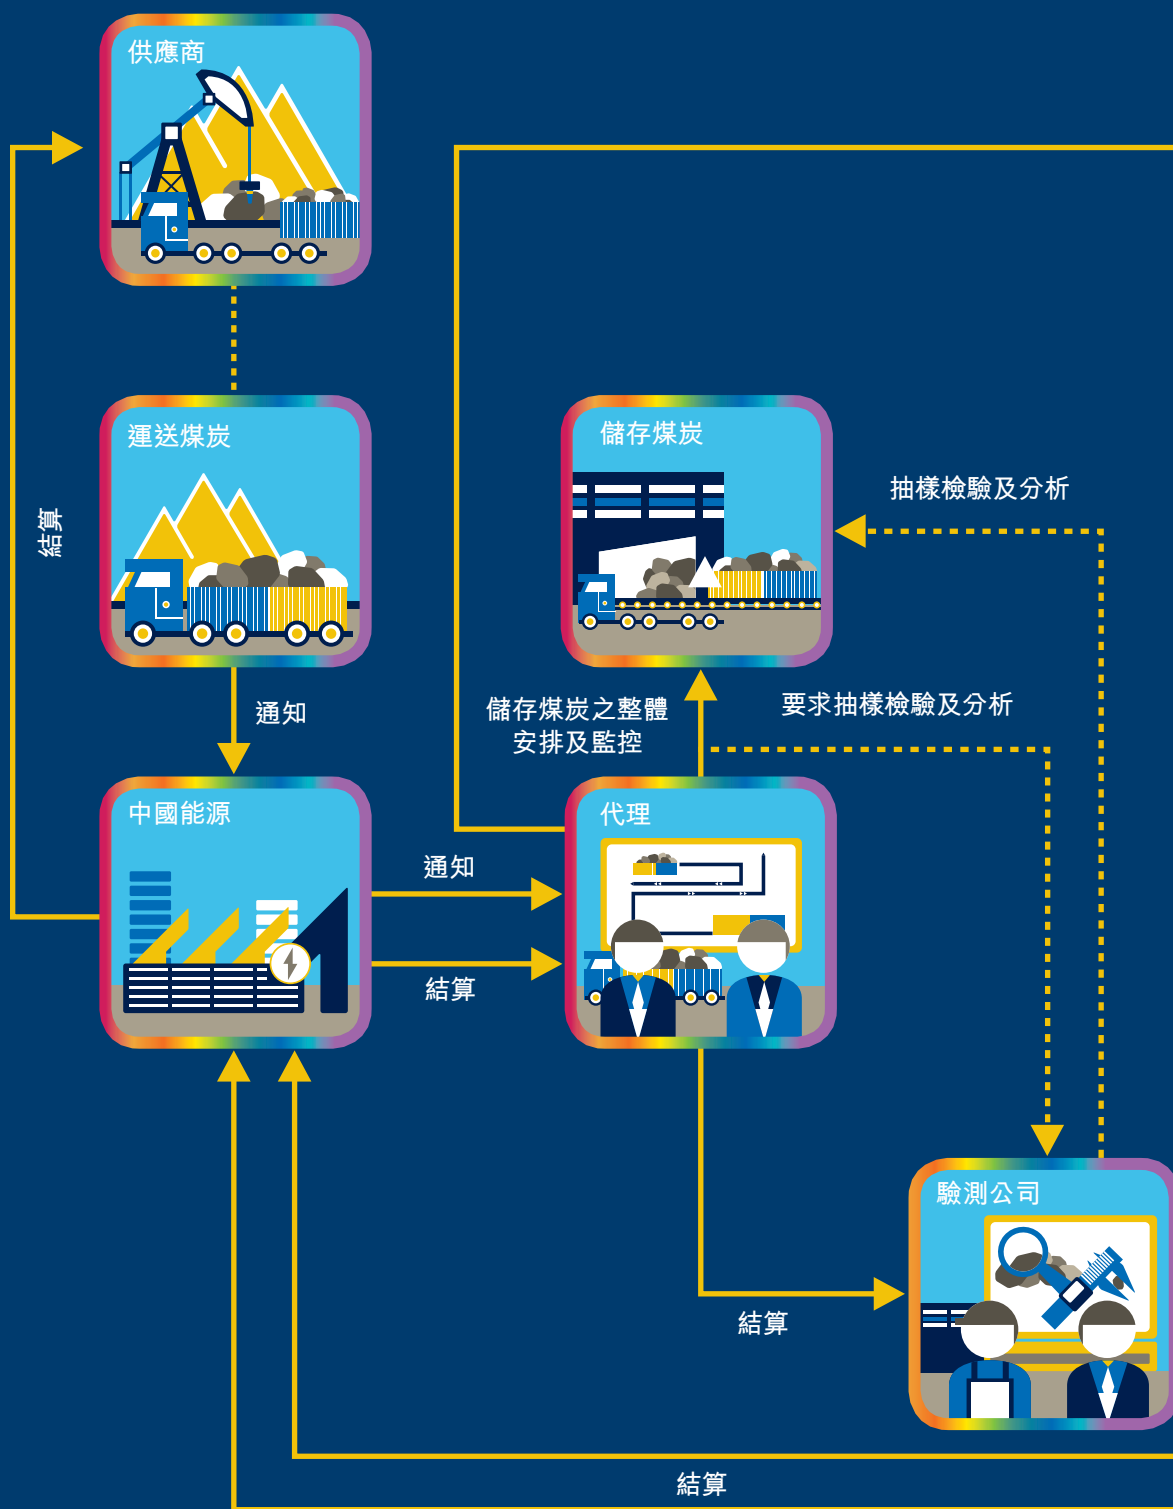 供應商
運送煤炭
儲存煤炭
抽樣檢驗及分析
結算
通知
儲存煤炭之整體
安排及監控
要求抽樣檢驗及分析
中國能源
代理
通知
結算
驗測公司
結算
結算